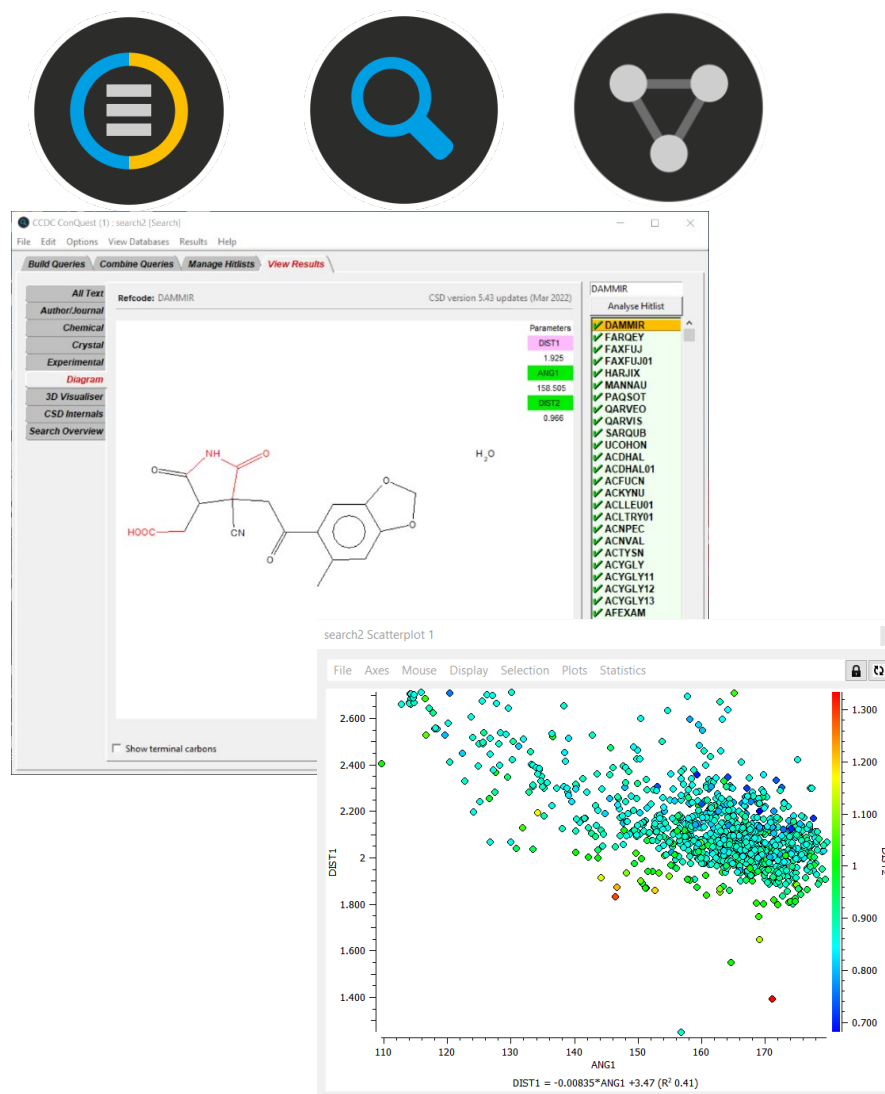 CCDC ConQuest (1) : search2 [Search]
File Edit Options View Databases Results Help
Build Queries Combine Queries Manage Hitlists View Results
All Text
Author/Journal
Chemical
Crystal
Experimental
Diagram
3D Visualiser
CSD Internals
Search Overview
Refcode: DAMMIR
CSD version 5.43 updates (Mar 2022)
Parameters
DIST1
1.925
ANG1
158.505
DIST2
0.966
NH
O
O
HOOC
CN
O
O
O
H2O
Show terminal carbons
DAMMIR
Analyse Hitlist
DAMMIR
FARQEY
FAXFUJ
FAXFUJ01
HARJIX
MANNAU
PAQSOT
QARVEO
QARVIS
SARQUB
UCOHON
ACDHAL
ACDHAL01
ACFUCN
ACKYNU
ACLLEU01
ACLTRY01
ACNPEC
ACNVAL
ACTYSN
ACYGLY
ACYGLY11
ACYGLY12
ACYGLY13
AFEXAM
search2 Scatterplot 1
File Axes Mouse Display Selection Plots Statistics
DIST1
2.600
2.400
2.200
2
1.800
1.600
1.400
110 120 130 140 150 160 170
ANG1
DIST1 = -0.00835*ANG1 +3.47 (R² 0.41)
1.300
1.200
1.100
1
0.900
0.800
0.700